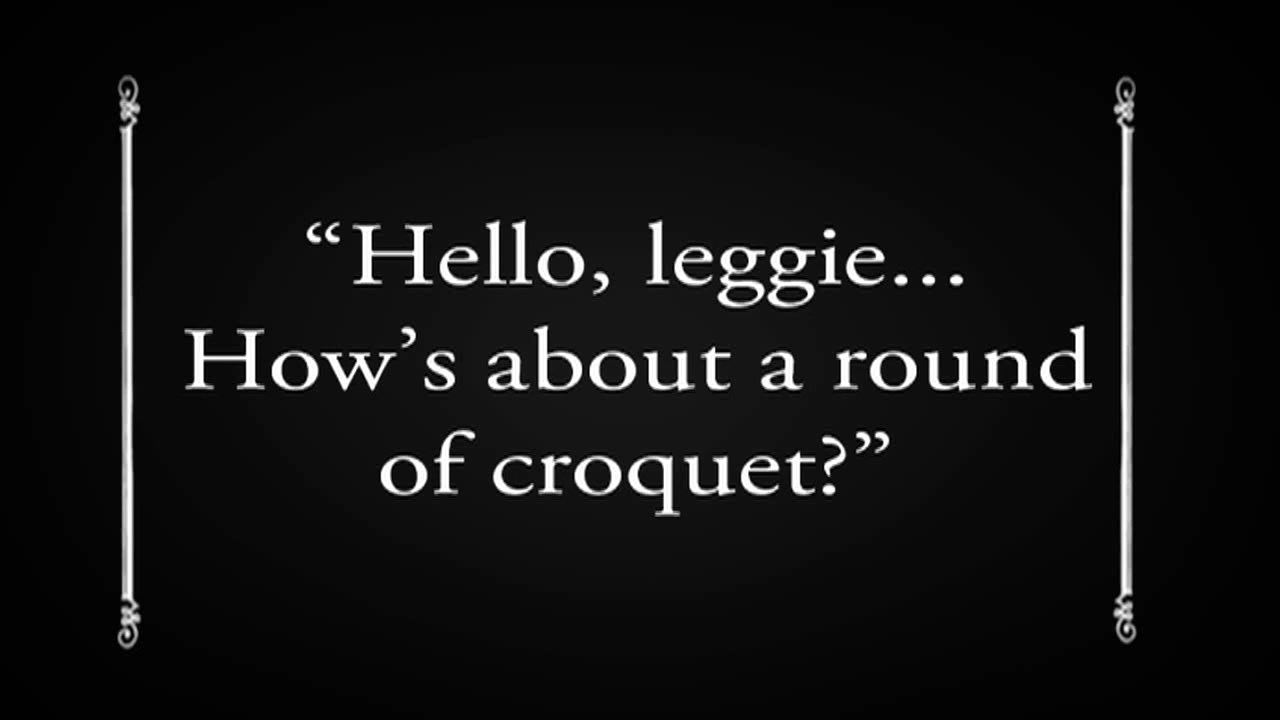 “Hello, leggie...
How’s about a round
of croquet?”